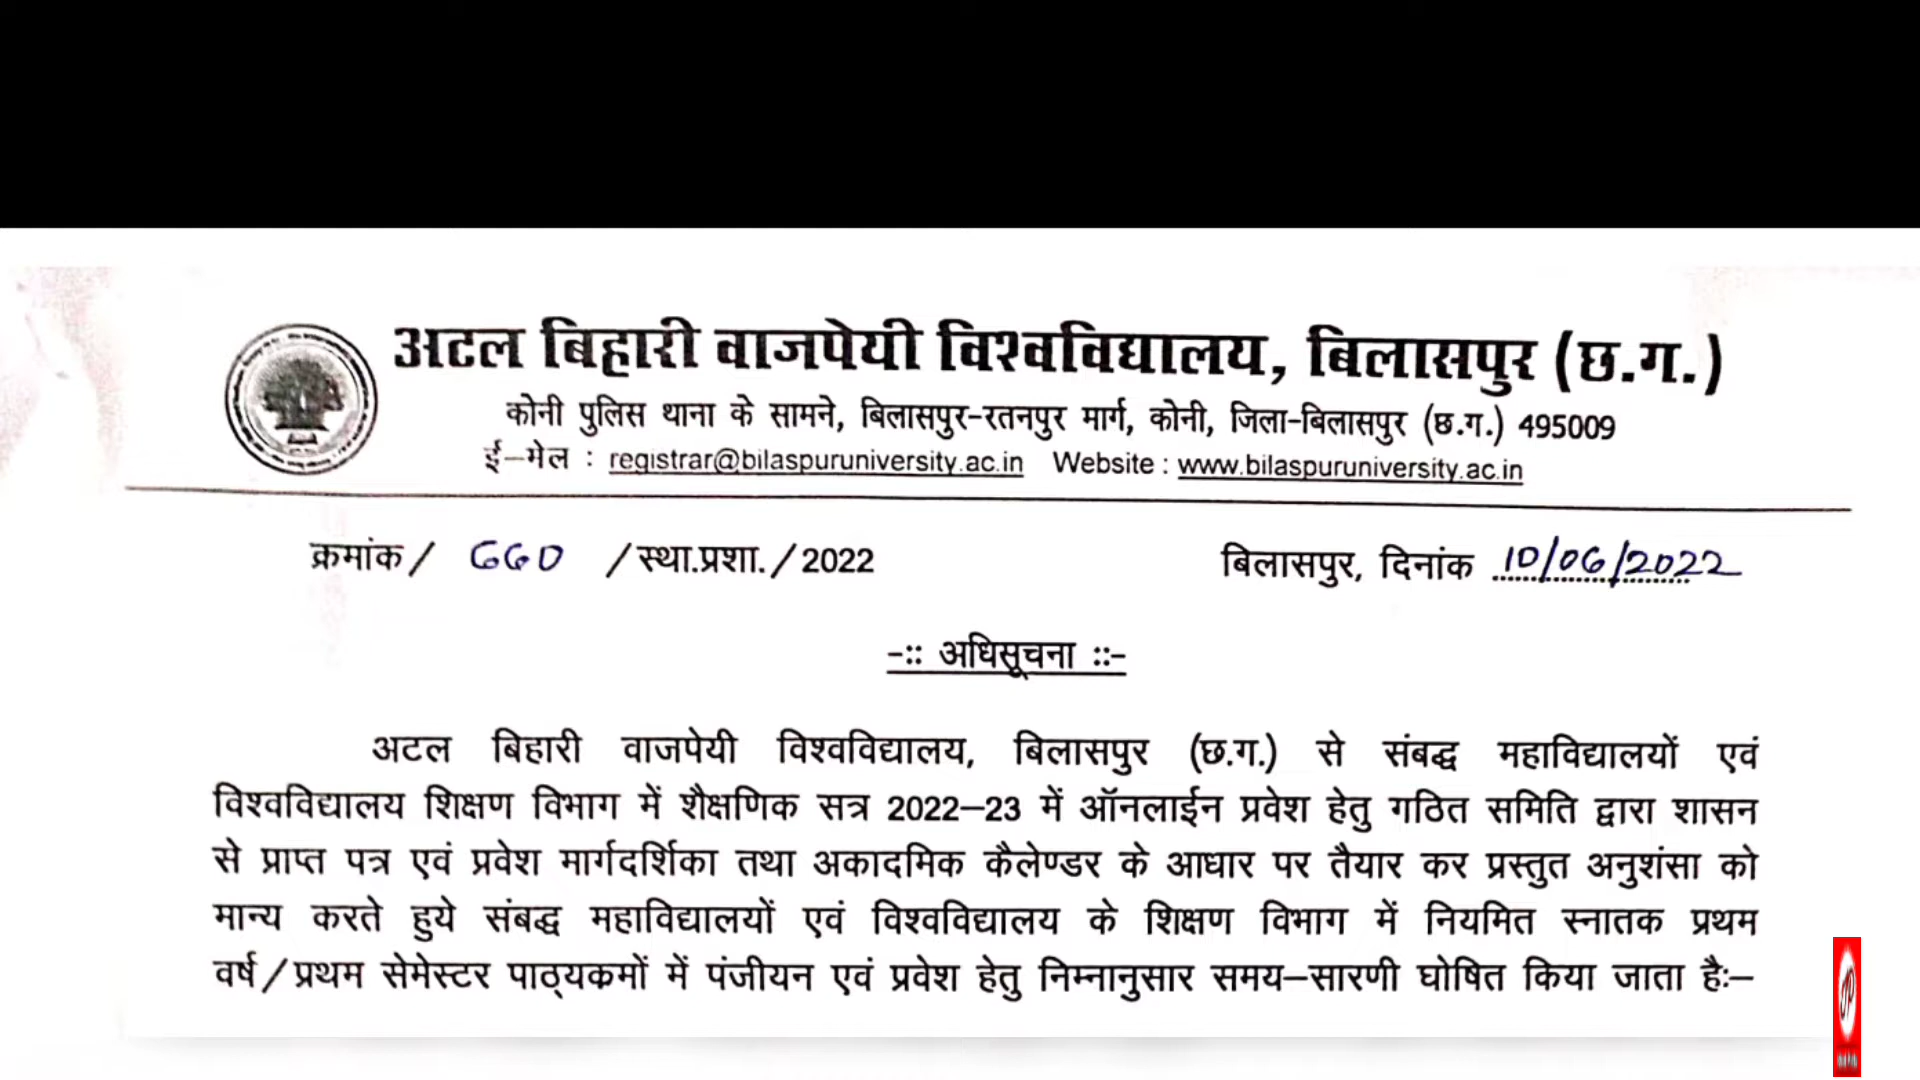 अटल बिहारी वाजपेयी विश्वविद्यालय, बिलासपुर (छ.ग.)
कोनी पुलिस थाना के सामने, बिलासपुर-रतनपुर मार्ग, कोनी, जिला-बिलासपुर (छ.ग.) 495009
ई-मेल : registrar@bilaspuruniversity.ac.in Website : www.bilaspuruniversity.ac.in
क्रमांक / 660 /स्था.प्रशा./2022 बिलासपुर, दिनांक 10/06/2022
-:: अधिसूचना ::-
अटल बिहारी वाजपेयी विश्वविद्यालय, बिलासपुर (छ.ग.) से संबद्ध महाविद्यालयों एवं
विश्वविद्यालय शिक्षण विभाग में शैक्षणिक सत्र 2022–23 में ऑनलाईन प्रवेश हेतु गठित समिति द्वारा शासन
से प्राप्त पत्र एवं प्रवेश मार्गदर्शिका तथा अकादमिक कैलेण्डर के आधार पर तैयार कर प्रस्तुत अनुशंसा को
मान्य करते हुये संबद्ध महाविद्यालयों एवं विश्वविद्यालय के शिक्षण विभाग में नियमित स्नातक प्रथम
वर्ष/प्रथम सेमेस्टर पाठ्यकमों में पंजीयन एवं प्रवेश हेतु निम्नानुसार समय–सारणी घोषित किया जाता हैः–